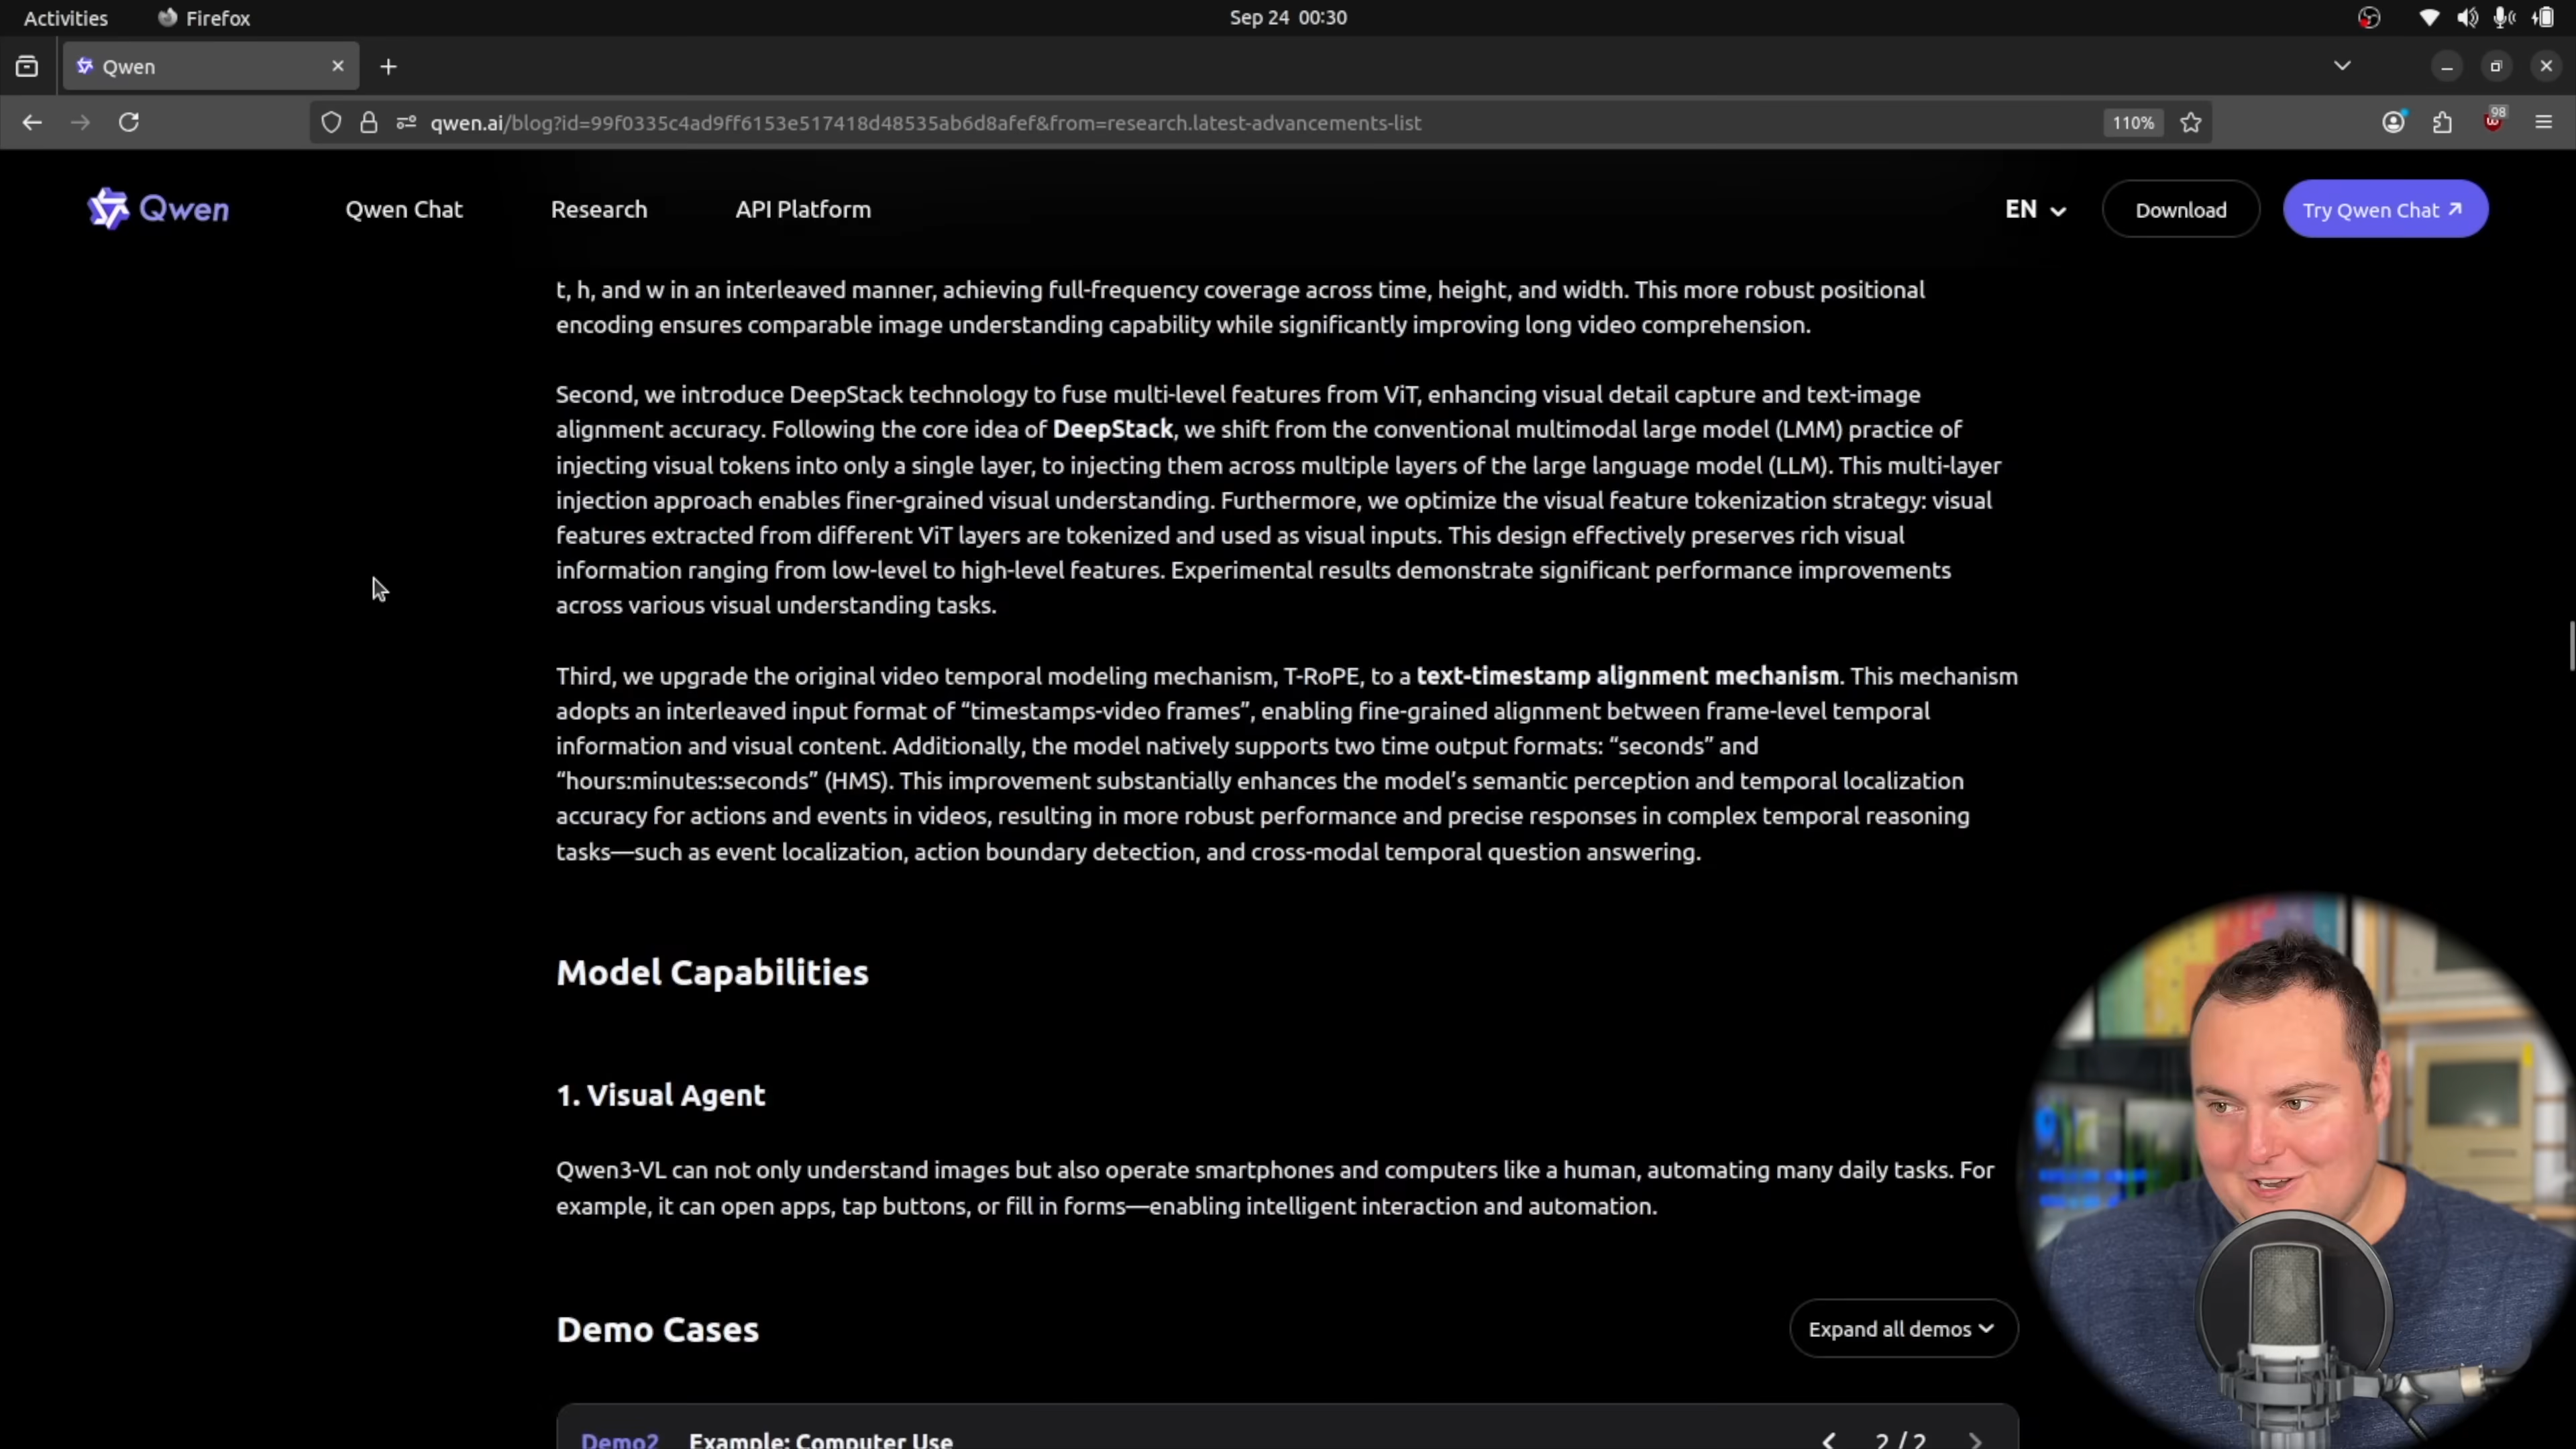 Activities Firefox Sep 24 00:30
Qwen
qwen.ai/blog?id=99f0335c4ad9ff6153e517418d48535ab6d8afef&from=research.latest-advancements-list 110% 98
Qwen Qwen Chat Research API Platform EN Download Try Qwen Chat
t, h, and w in an interleaved manner, achieving full-frequency coverage across time, height, and width. This more robust positional
encoding ensures comparable image understanding capability while significantly improving long video comprehension.
Second, we introduce DeepStack technology to fuse multi-level features from ViT, enhancing visual detail capture and text-image
alignment accuracy. Following the core idea of DeepStack, we shift from the conventional multimodal large model (LMM) practice of
injecting visual tokens into only a single layer, to injecting them across multiple layers of the large language model (LLM). This multi-layer
injection approach enables finer-grained visual understanding. Furthermore, we optimize the visual feature tokenization strategy: visual
features extracted from different ViT layers are tokenized and used as visual inputs. This design effectively preserves rich visual
information ranging from low-level to high-level features. Experimental results demonstrate significant performance improvements
across various visual understanding tasks.
Third, we upgrade the original video temporal modeling mechanism, T-RoPE, to a text-timestamp alignment mechanism. This mechanism
adopts an interleaved input format of “timestamps-video frames”, enabling fine-grained alignment between frame-level temporal
information and visual content. Additionally, the model natively supports two time output formats: “seconds” and
“hours:minutes:seconds” (HMS). This improvement substantially enhances the model’s semantic perception and temporal localization
accuracy for actions and events in videos, resulting in more robust performance and precise responses in complex temporal reasoning
tasks—such as event localization, action boundary detection, and cross-modal temporal question answering.
Model Capabilities
1. Visual Agent
Qwen3-VL can not only understand images but also operate smartphones and computers like a human, automating many daily tasks. For
example, it can open apps, tap buttons, or fill in forms—enabling intelligent interaction and automation.
Demo Cases Expand all demos
Demo2 Example: Computer Use 2 / 2